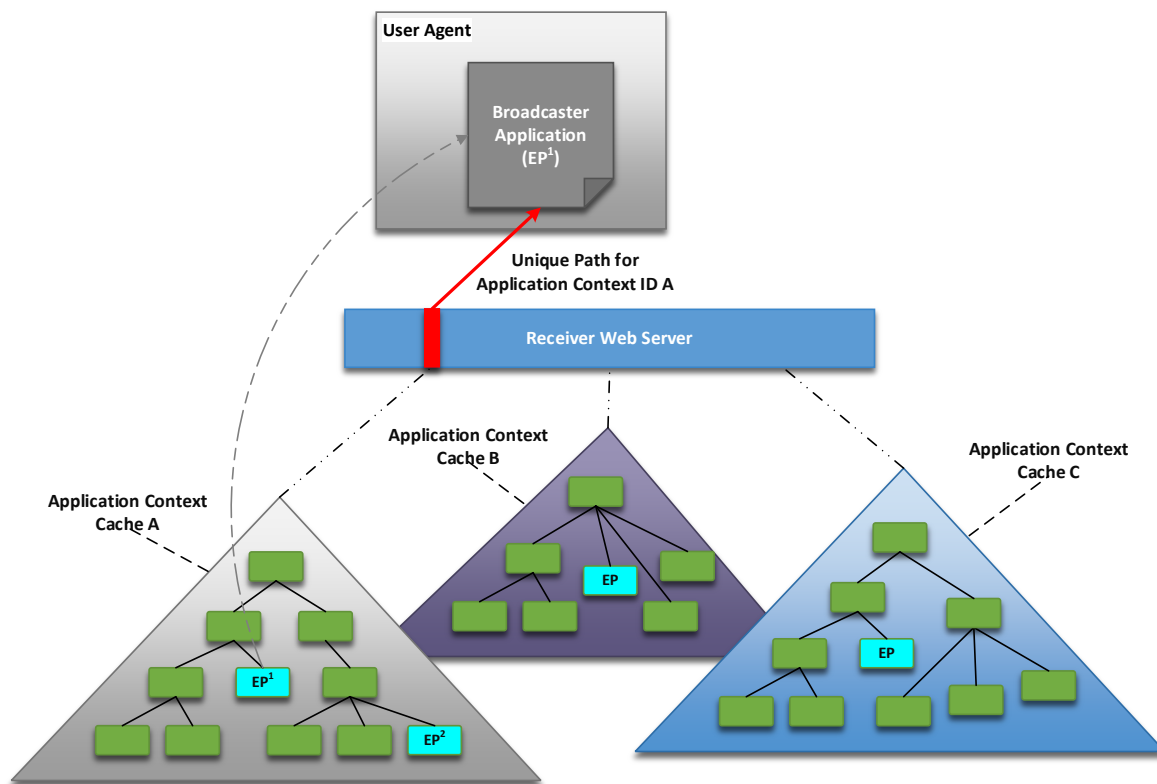 User Agent
Broadcaster
Application
(EP¹)
Unique Path for
Application Context ID A
Receiver Web Server
Application Context
Cache B
Application Context
Cache C
Application Context
Cache A
EP
EP
EP¹
EP²